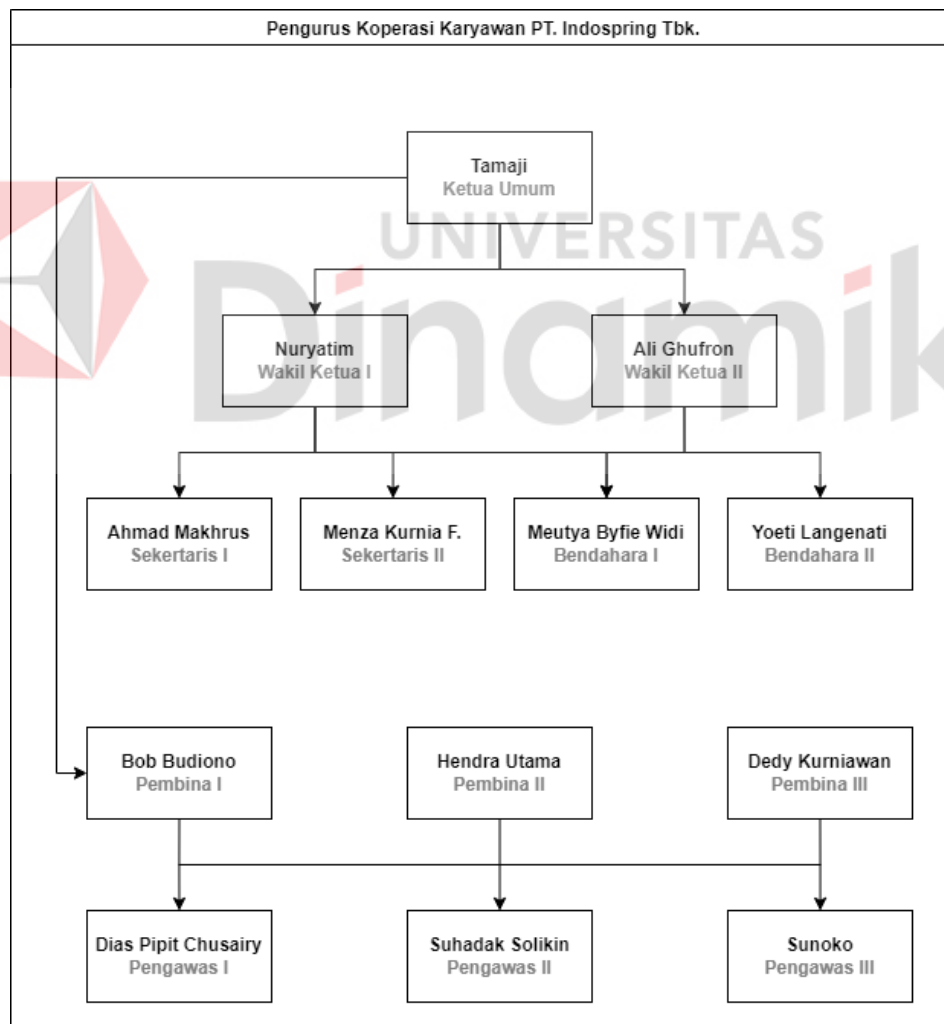 Pengurus Koperasi Karyawan PT. Indospring Tbk.
Tamaji
Ketua Umum
UNIVERSITAS
Dinamik
Nuryatim
Wakil Ketua I
Ali Ghufron
Wakil Ketua II
Ahmad Makhrus
Sekertaris I
Menza Kurnia F.
Sekertaris II
Meutya Byfie Widi
Bendahara I
Yoeti Langenati
Bendahara II
Bob Budiono
Pembina I
Hendra Utama
Pembina II
Dedy Kurniawan
Pembina III
Dias Pipit Chusairy
Pengawas I
Suhadak Solikin
Pengawas II
Sunoko
Pengawas III